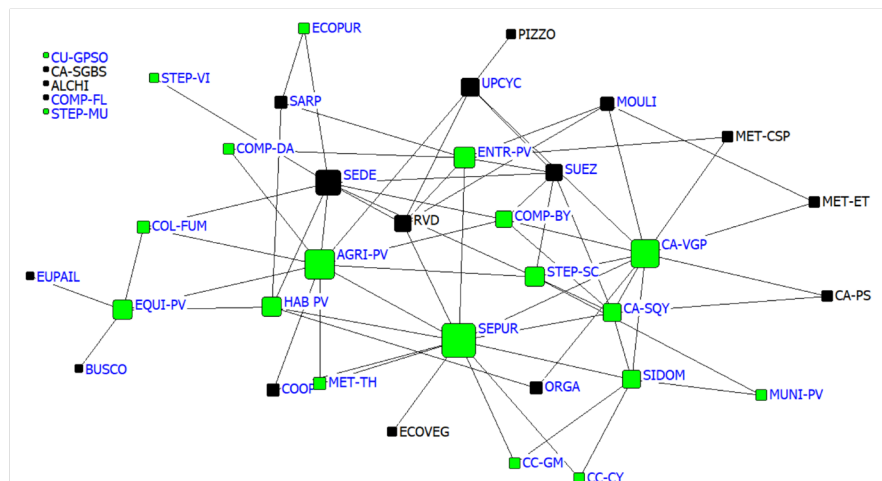 ECOPUR
PIZZO
CU-GPSO
CA-SGBS
ALCHI
COMP-FL
STEP-MU
STEP-VI
UPCYC
SARP
MOULI
MET-CSP
COMP-DA
ENTR-PV
SUEZ
SEDE
MET-ET
RVD
COMP-BY
COL-FUM
CA-VGP
AGRI-PV
EUPAIL
STEP-SC
CA-PS
EQUI-PV
HAB PV
CA-SQY
SEPUR
BUSCO
COOP
MET-TH
ORGA
SIDOM
MUNI-PV
ECOVEG
CC-GM
CC-CY